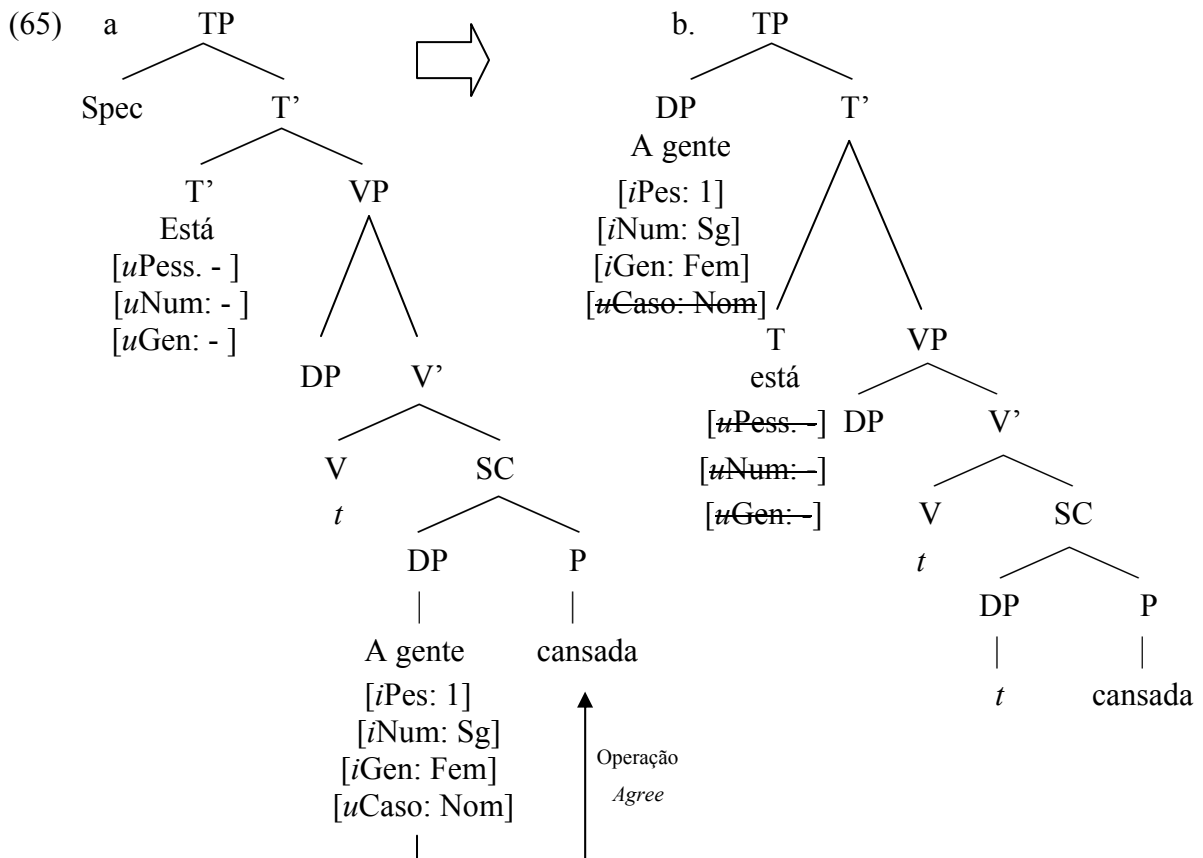 (65) a TP b. TP
Spec T’ DP T’
A gente
T’ VP [iPes: 1]
Está [iNum: Sg]
[uPess. - ] [iGen: Fem]
[uNum: - ] [uCaso: Nom]
[uGen: - ] T VP
DP V’ está
[uPess. -] DP V’
V SC [uNum: -]
t [uGen: -] V SC
DP P t
A gente cansada DP P
[iPes: 1] t cansada
[iNum: Sg]
[iGen: Fem] Operação
[uCaso: Nom] Agree